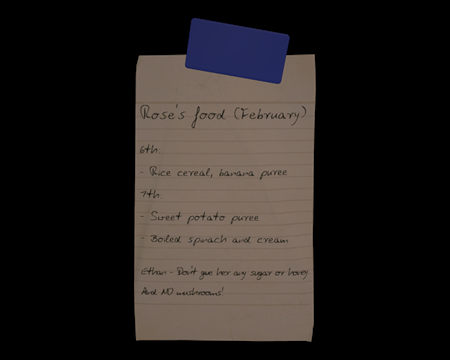 Rose's food (February)
6th:
- Rice cereal, banana puree
7th:
- Sweet potato puree
- Boiled spinach and cream
Ethan - Don't give her any sugar or honey
And NO mushrooms!